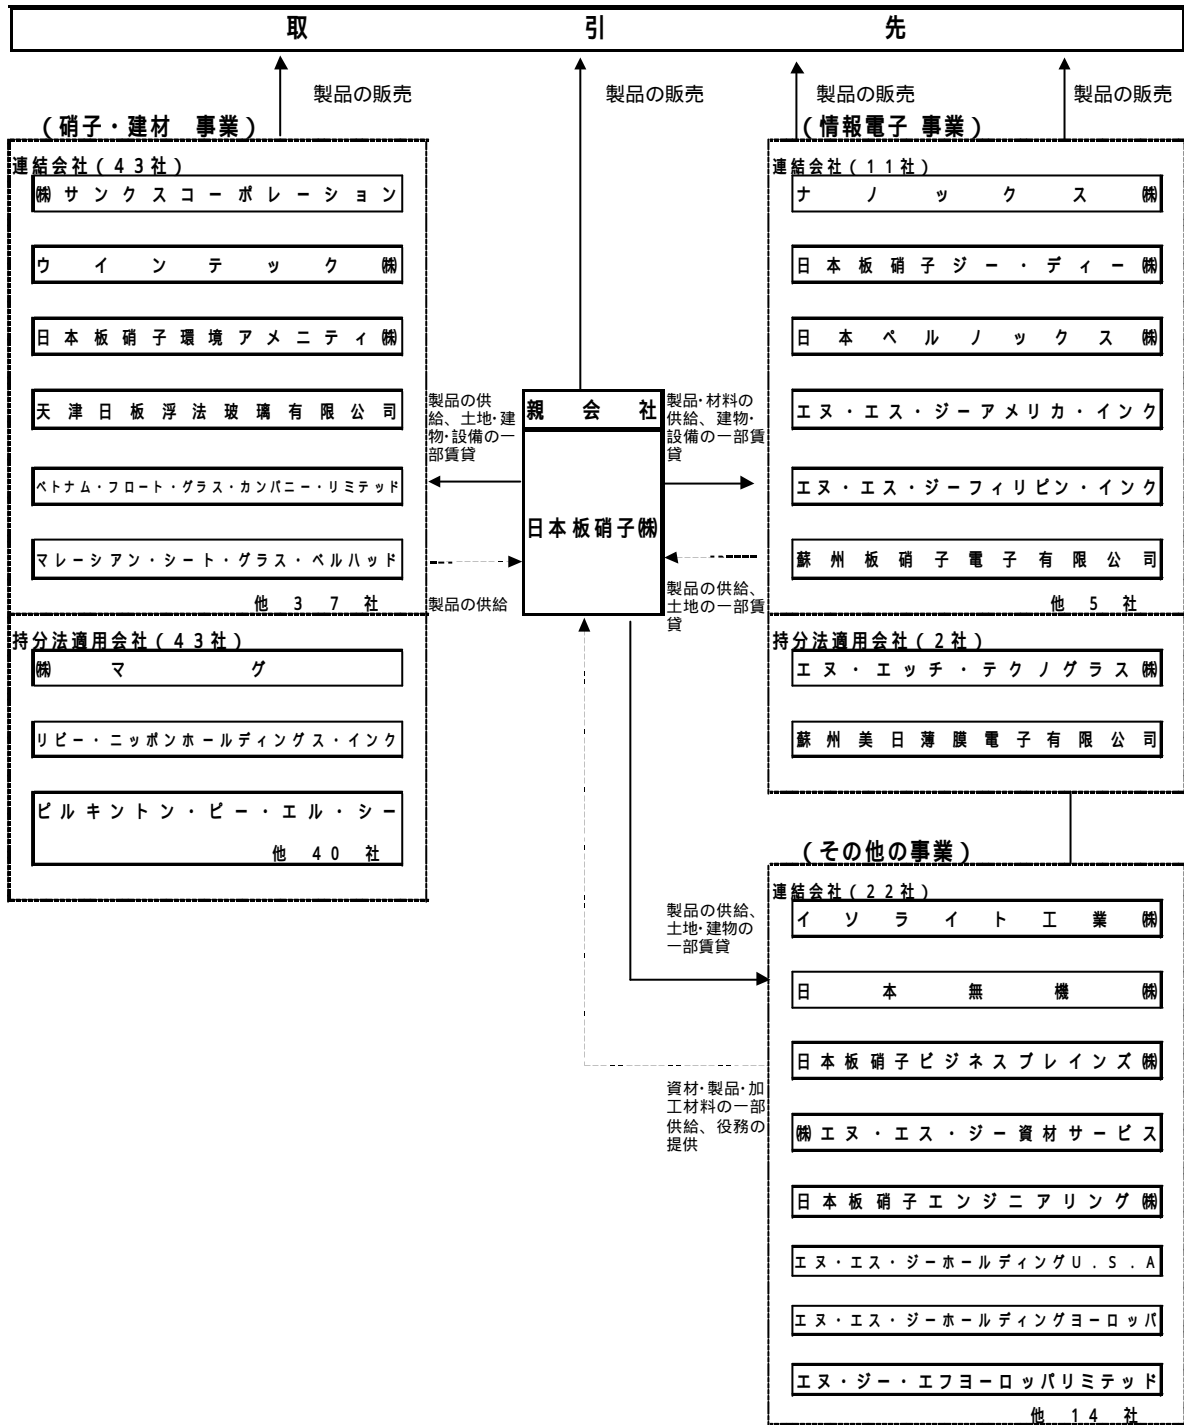 取引先
製品の販売
製品の販売
製品の販売
製品の販売
(硝子・建材 事業)
連結会社(43社)
㈱サンクスコーポレーション
ウインテック㈱
日本板硝子環境アメニティ㈱
天津日板浮法玻璃有限公司
ベトナム・フロート・グラス・カンパニー・リミテッド
マレーシアン・シート・グラス・ベルハッド
他37社
持分法適用会社(43社)
㈱マグ
リビー・ニッポンホールディングス・インク
ピルキントン・ピー・エル・シー
他40社
製品の供
給、土地・建
物・設備の一
部賃貸
製品の供給
親会社
日本板硝子㈱
製品・材料の
供給、建物・
設備の一部賃
貸
製品の供給、
土地の一部賃
貸
(情報電子 事業)
連結会社(11社)
ナノックス㈱
日本板硝子ジー・ディー㈱
日本ペルノックス㈱
エヌ・エス・ジーアメリカ・インク
エヌ・エス・ジーフィリピン・インク
蘇州板硝子電子有限公司
他5社
持分法適用会社(2社)
エヌ・エッチ・テクノグラス㈱
蘇州美日薄膜電子有限公司
製品の供給、
土地・建物の
一部賃貸
資材・製品・加
工材料の一部
供給、役務の
提供
(その他の事業)
連結会社(22社)
イソライト工業㈱
日本無機㈱
日本板硝子ビジネスブレインズ㈱
㈱エヌ・エス・ジー資材サービス
日本板硝子エンジニアリング㈱
エヌ・エス・ジーホールディングU.S.A
エヌ・エス・ジーホールディングヨーロッパ
エヌ・ジー・エフヨーロッパリミテッド
他14社